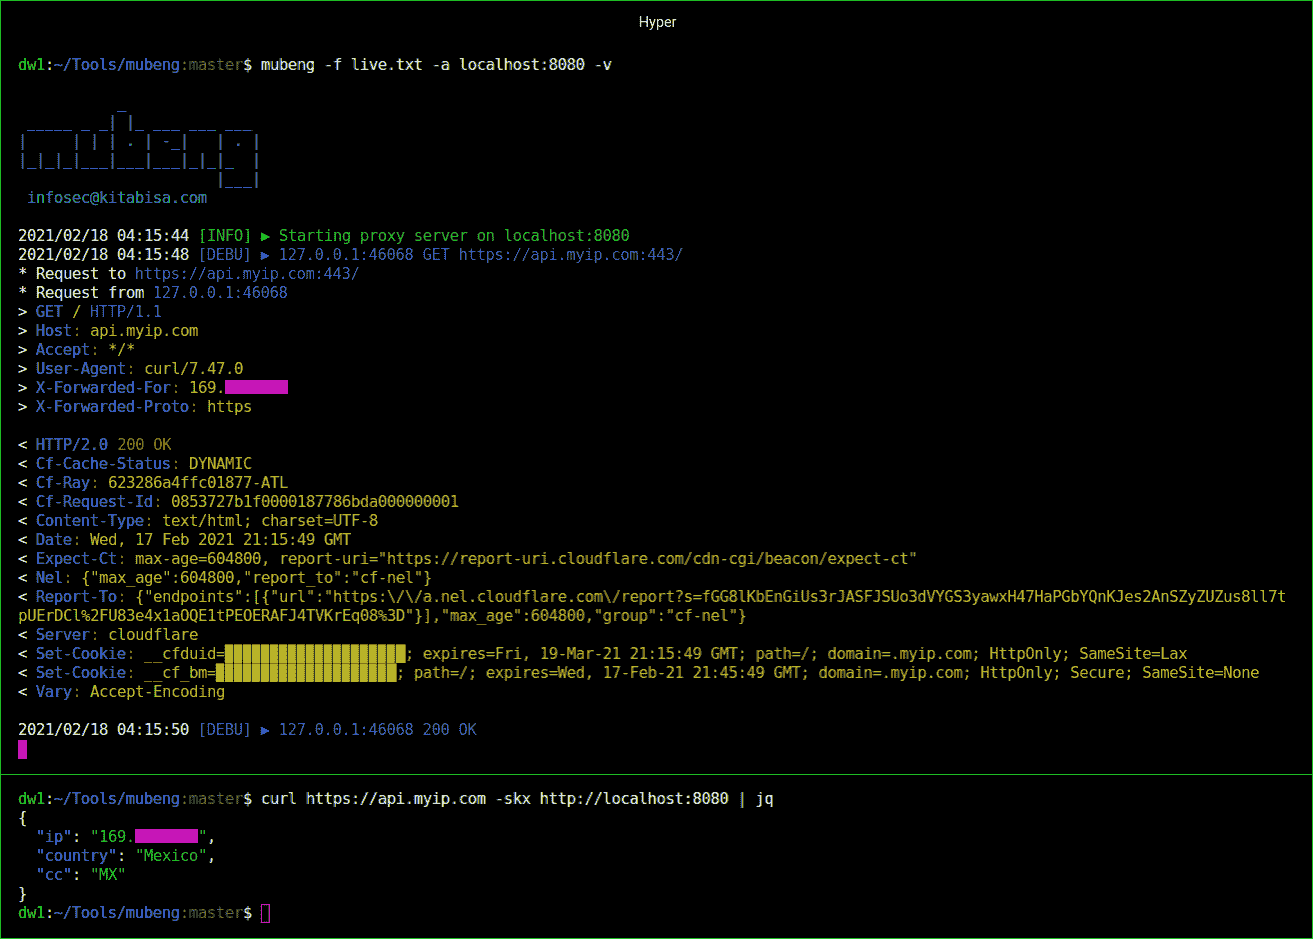 Hyper
dw1:~/Tools/mubeng:master$ mubeng -f live.txt -a localhost:8080 -v
mubeng
infosec@kitabisa.com
2021/02/18 04:15:44 [INFO] ▶ Starting proxy server on localhost:8080
2021/02/18 04:15:48 [DEBU] ▶ 127.0.0.1:46068 GET https://api.myip.com:443/
* Request to https://api.myip.com:443/
* Request from 127.0.0.1:46068
> GET / HTTP/1.1
> Host: api.myip.com
> Accept: */*
> User-Agent: curl/7.47.0
> X-Forwarded-For: 169.
> X-Forwarded-Proto: https
< HTTP/2.0 200 OK
< Cf-Cache-Status: DYNAMIC
< Cf-Ray: 623286a4ffc01877-ATL
< Cf-Request-Id: 0853727b1f0000187786bda000000001
< Content-Type: text/html; charset=UTF-8
< Date: Wed, 17 Feb 2021 21:15:49 GMT
< Expect-Ct: max-age=604800, report-uri="https://report-uri.cloudflare.com/cdn-cgi/beacon/expect-ct"
< Nel: {"max_age":604800,"report_to":"cf-nel"}
< Report-To: {"endpoints":[{"url":"https:\/\/a.nel.cloudflare.com\/report?s=fGG8lKbEnGiUs3rJASFJSUo3dVYGS3yawxH47HaPGbYQnKJes2AnSZyZUZus8ll7t
pUErDCl%2FU83e4x1aOQE1tPEOERAFJ4TVKrEq08%3D"}],"max_age":604800,"group":"cf-nel"}
< Server: cloudflare
< Set-Cookie: __cfduid=; expires=Fri, 19-Mar-21 21:15:49 GMT; path=/; domain=.myip.com; HttpOnly; SameSite=Lax
< Set-Cookie: __cf_bm=; path=/; expires=Wed, 17-Feb-21 21:45:49 GMT; domain=.myip.com; HttpOnly; Secure; SameSite=None
< Vary: Accept-Encoding
2021/02/18 04:15:50 [DEBU] ▶ 127.0.0.1:46068 200 OK
dw1:~/Tools/mubeng:master$ curl https://api.myip.com -skx http://localhost:8080 | jq
{
"ip": "169.",
"country": "Mexico",
"cc": "MX"
}
dw1:~/Tools/mubeng:master$